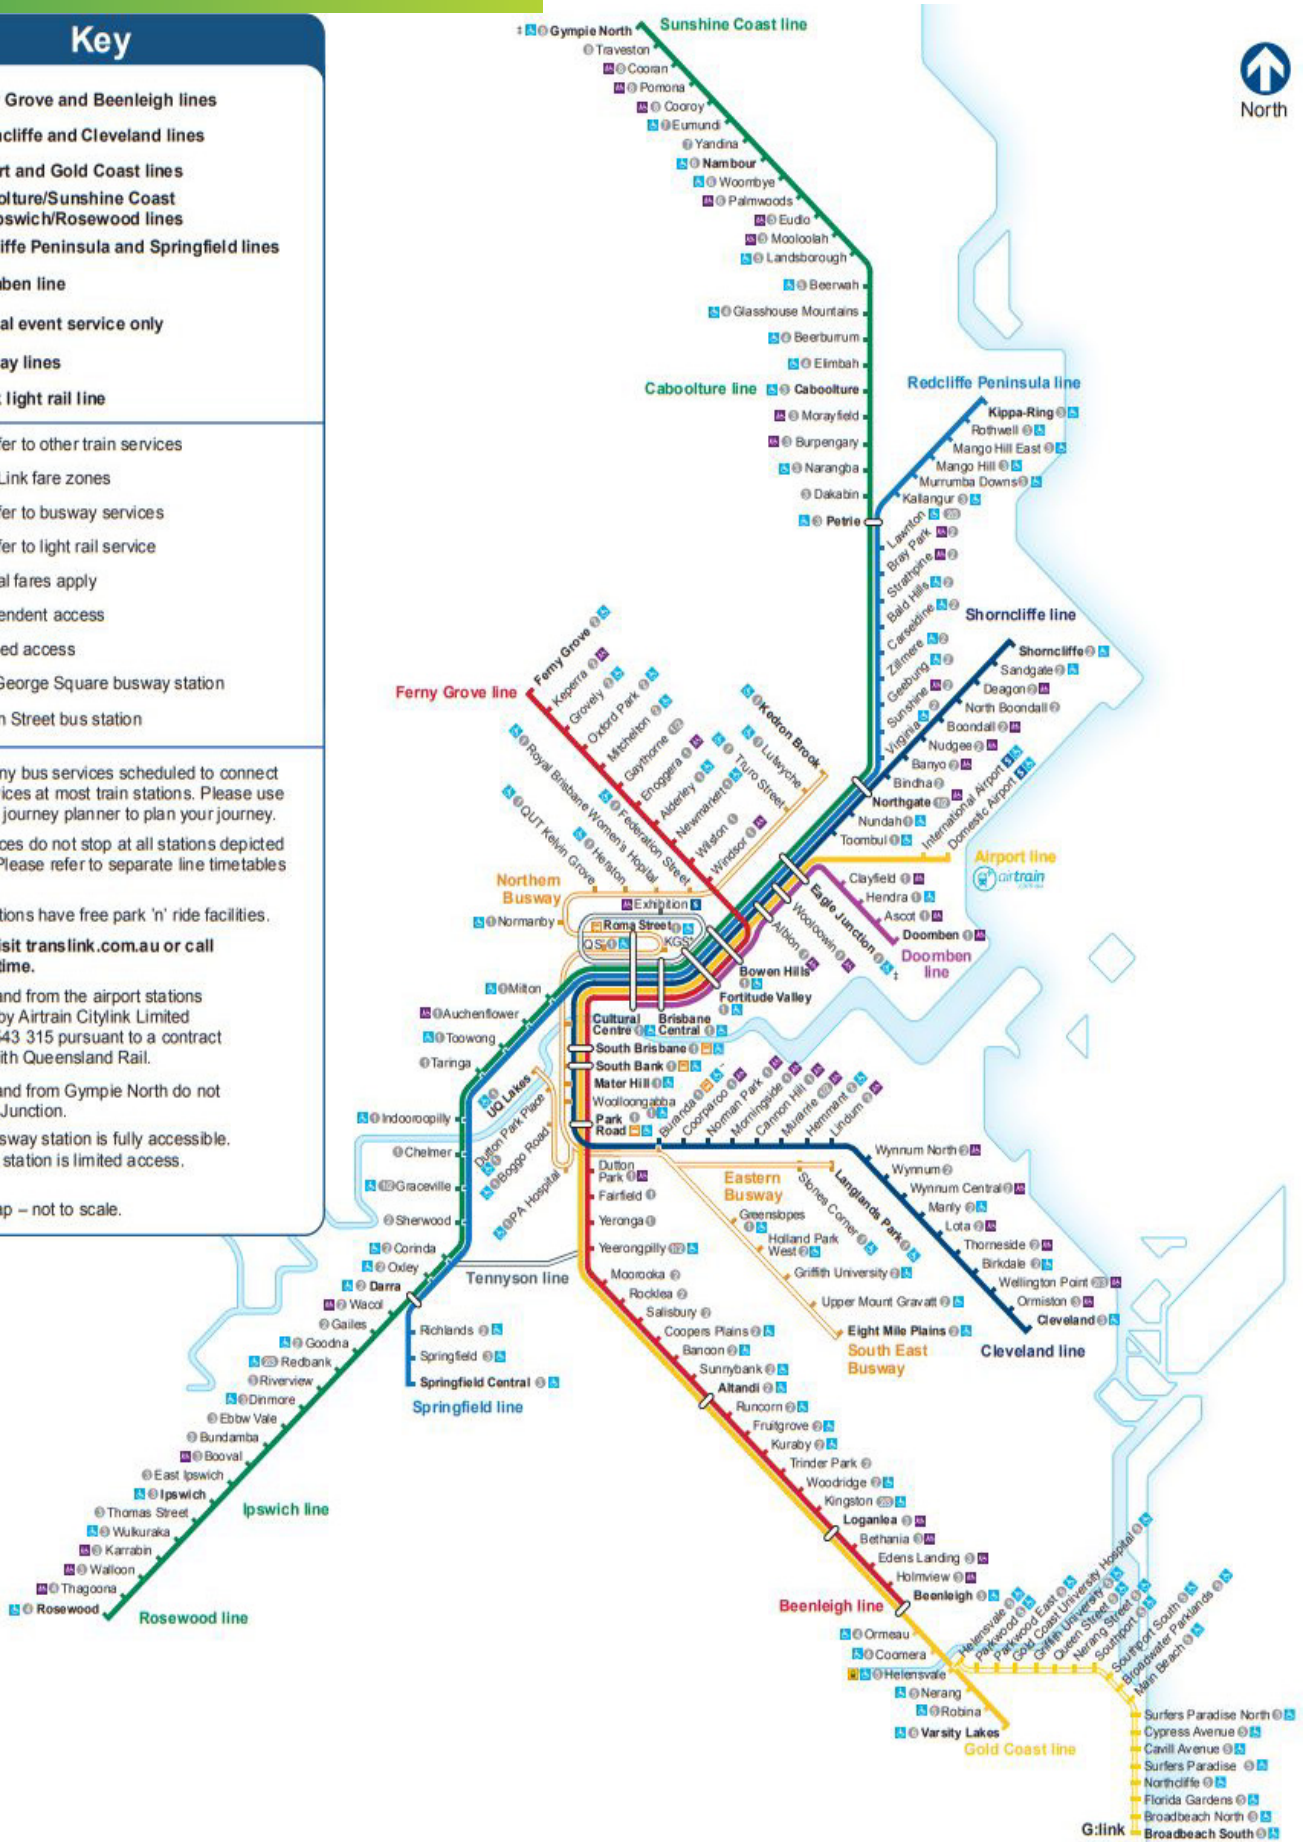 Key
Grove and Beenleigh lines
ncliffe and Cleveland lines
rt and Gold Coast lines
olture/Sunshine Coast
pswich/Rosewood lines
iffe Peninsula and Springfield lines
ben line
al event service only
ay lines
light rail line
fer to other train services
Link fare zones
fer to busway services
fer to light rail service
al fares apply
endent access
ed access
George Square busway station
n Street bus station
ny bus services scheduled to connect
ices at most train stations. Please use
journey planner to plan your journey.
ces do not stop at all stations depicted
Please refer to separate line timetables
tions have free park 'n' ride facilities.
isit translink.com.au or call
time.
and from the airport stations
by Airtrain Citylink Limited
543 315 pursuant to a contract
ith Queensland Rail.
and from Gympie North do not
Junction.
sway station is fully accessible.
station is limited access.
ap – not to scale.
North
Sunshine Coast line
Gympie North
Traveston
Cooran
Pomona
Cooroy
Eumundi
Yandina
Nambour
Woombye
Palmwoods
Eudlo
Mooloolah
Landsborough
Beerwah
Glasshouse Mountains
Beerburrum
Elimbah
Caboolture line
Caboolture
Morayfield
Burpengary
Narangba
Dakabin
Petrie
Redcliffe Peninsula line
Kippa-Ring
Rothwell
Mango Hill East
Mango Hill
Murrumba Downs
Kallangur
Lawnton
Bray Park
Strathpine
Bald Hills
Carseldine
Zillmere
Geebung
Sunshine
Virginia
Shorncliffe line
Shorncliffe
Sandgate
Deagon
North Boondall
Boondall
Nudgee
Banyo
Bindha
Northgate
Nundah
Toombul
International Airport
Domestic Airport
Airport line
airtrain
Ferny Grove line
Ferny Grove
Keperra
Grovely
Oxford Park
Mitchelton
Gaythorne
Enoggera
Alderley
Newmarket
Wilston
Windsor
Kedron Brook
Lutwyche
Truro Street
Federation Street
Royal Brisbane Women's Hopital
Herston
QUT Kelvin Grove
Northern
Busway
Normanby
Exhibition
Roma Street
QS
KGS
Clayfield
Hendra
Ascot
Doomben
Doomben
line
Eagle Junction
Wooloowin
Albion
Bowen Hills
Fortitude Valley
Brisbane
Central
Cultural
Centre
South Brisbane
South Bank
Mater Hill
Woolloongabba
Park
Road
Milton
Auchenflower
Toowong
Taringa
Indooroopilly
Chelmer
Graceville
Sherwood
Corinda
Oxley
Darra
Wacol
Gailes
Goodna
Redbank
Riverview
Dinmore
Ebbw Vale
Bundamba
Booval
East Ipswich
Ipswich
Thomas Street
Wulkuraka
Karrabin
Walloon
Thagoona
Rosewood
Ipswich line
Rosewood line
Richlands
Springfield
Springfield Central
Springfield line
Tennyson line
UQ Lakes
Dutton Park Place
Boggo Road
PA Hospital
Buranda
Coorparoo
Norman Park
Morningside
Cannon Hill
Murarrie
Hemmant
Lindum
Wynnum North
Wynnum
Wynnum Central
Manly
Lota
Thorneside
Birkdale
Wellington Point
Ormiston
Cleveland
Cleveland line
Eastern
Busway
Stones Corner
Langlands Park
Greenslopes
Holland Park
West
Griffith University
Upper Mount Gravatt
Eight Mile Plains
South East
Busway
Dutton
Park
Fairfield
Yeronga
Yeerongpilly
Moorooka
Rocklea
Salisbury
Coopers Plains
Banoon
Sunnybank
Altandi
Runcorn
Fruitgrove
Kuraby
Trinder Park
Woodridge
Kingston
Loganlea
Bethania
Edens Landing
Holmview
Beenleigh
Beenleigh line
Ormeau
Coomera
Helensvale
Nerang
Robina
Varsity Lakes
Gold Coast line
Helensvale
Parkwood
Parkwood East
Gold Coast University Hospital
Griffith University
Queen Street
Nerang Street
Southport
Southport South
Broadwater Parklands
Main Beach
Surfers Paradise North
Cypress Avenue
Cavill Avenue
Surfers Paradise
Northcliffe
Florida Gardens
Broadbeach North
G:link
Broadbeach South